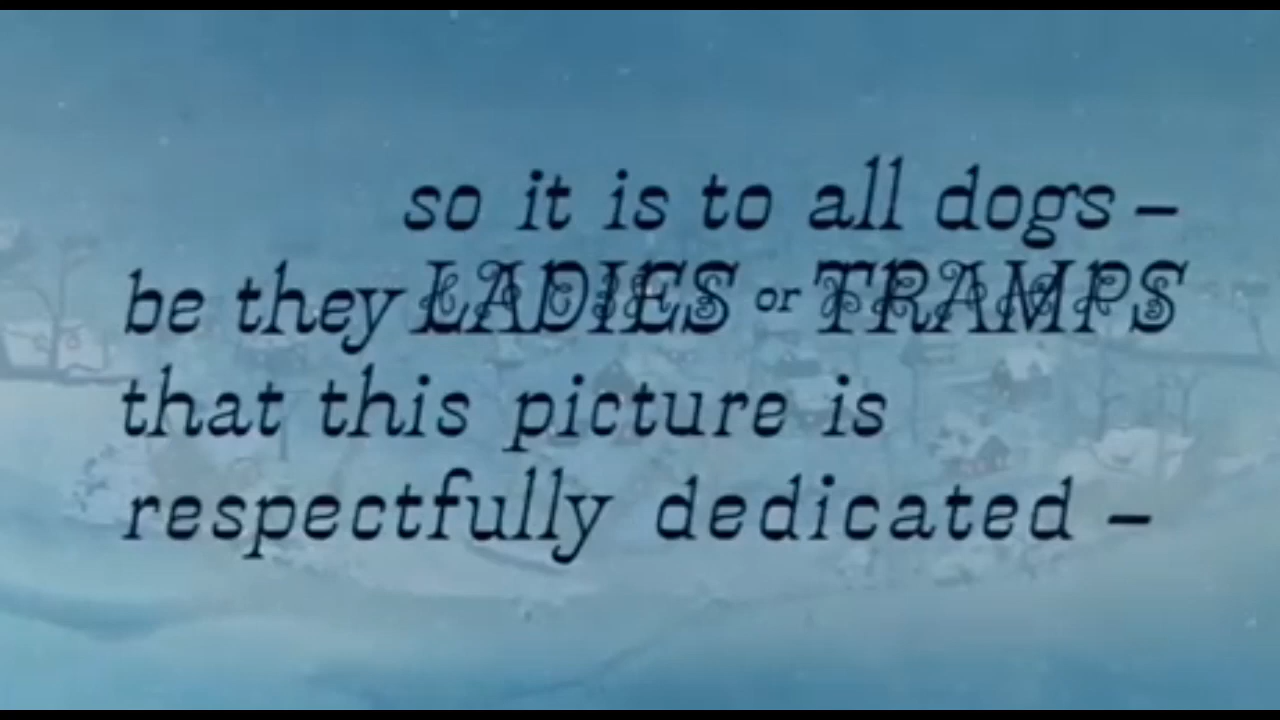 so it is to all dogs –
be they LADIES or TRAMPS
that this picture is
respectfully dedicated –